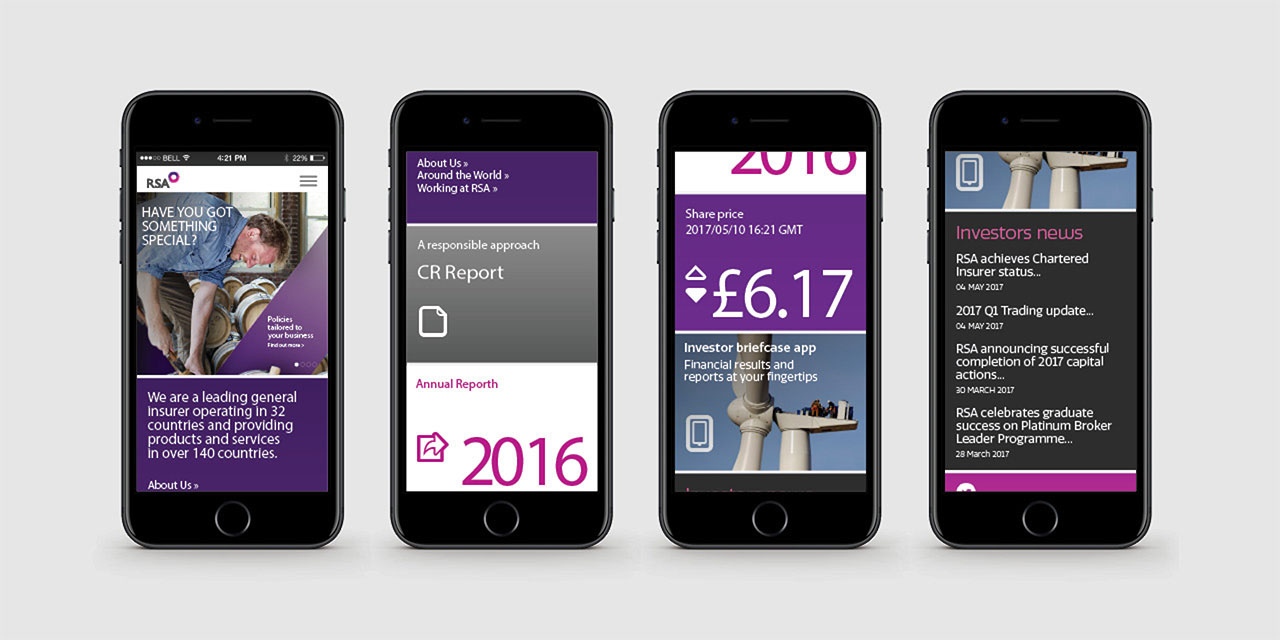 BELL
4:21 PM
22%
RSA
HAVE YOU GOT
SOMETHING
SPECIAL?
Policies
tailored to
your business
Find out more >
We are a leading general
insurer operating in 32
countries and providing
products and services
in over 140 countries.
About Us »
About Us »
Around the World »
Working at RSA »
A responsible approach
CR Report
Annual Reporth
2016
2016
Share price
2017/05/10 16:21 GMT
£6.17
Investor briefcase app
Financial results and
reports at your fingertips
Investors news
Investors news
RSA achieves Chartered
Insurer status...
04 MAY 2017
2017 Q1 Trading update...
04 MAY 2017
RSA announcing successful
completion of 2017 capital
actions...
30 MARCH 2017
RSA celebrates graduate
success on Platinum Broker
Leader Programme...
28 March 2017